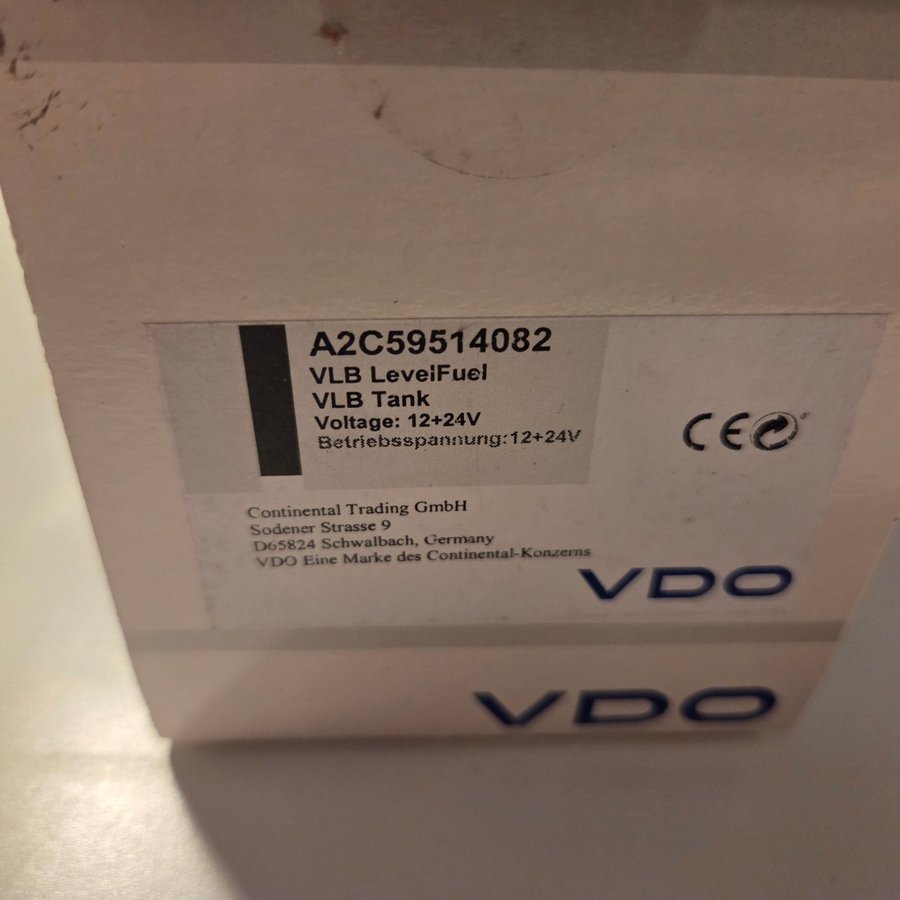 A2C59514082
VLB LevelFuel
VLB Tank
Voltage: 12+24V
Betriebsspannung:12+24V
CE
Continental Trading GmbH
Sodener Strasse 9
D65824 Schwalbach, Germany
VDO Eine Marke des Continental-Konzerns
VDO
VDO